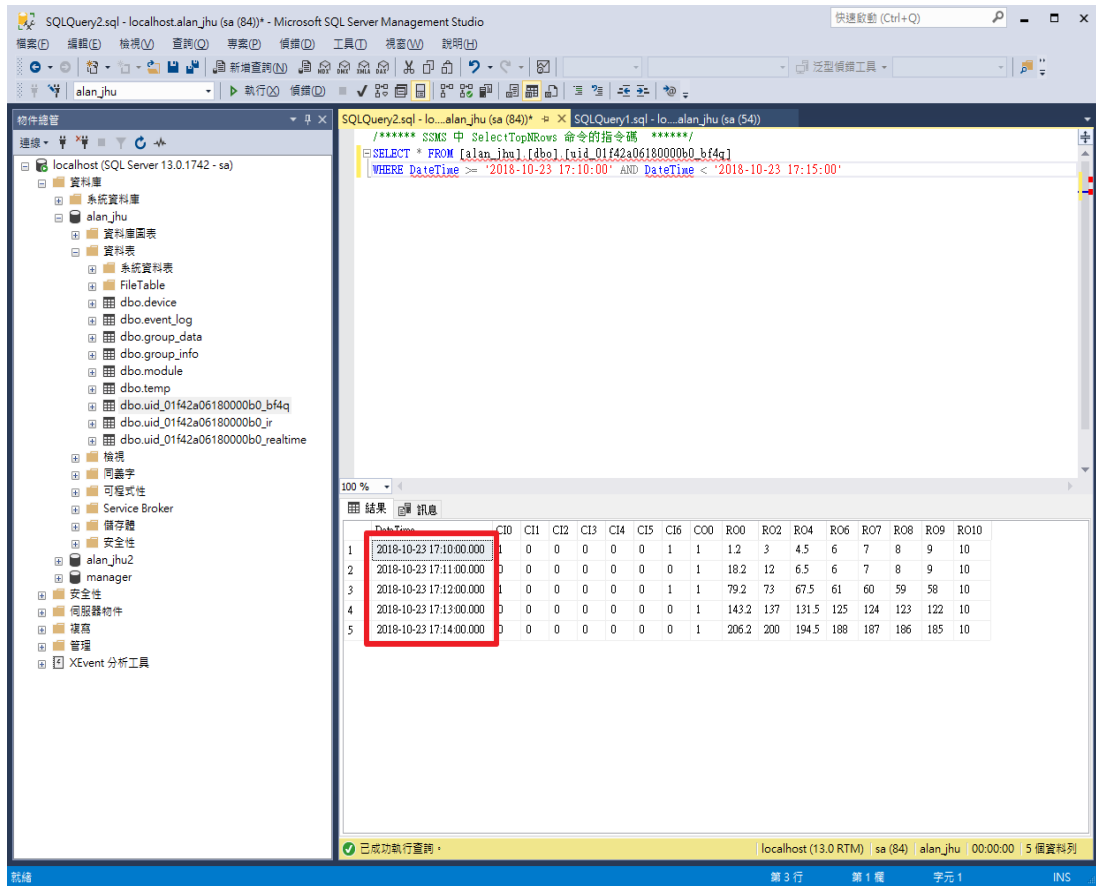 SQLQuery2.sql - localhost.alan_jhu (sa (84))* - Microsoft SQL Server Management Studio
快速啟動 (Ctrl+Q)
檔案(F) 編輯(E) 檢視(V) 查詢(Q) 專案(P) 偵錯(D) 工具(T) 視窗(W) 說明(H)
新增查詢(N) 泛型偵錯工具
alan_jhu 執行(X) 偵錯(D)
物件總管
連線
localhost (SQL Server 13.0.1742 - sa)
資料庫
系統資料庫
alan_jhu
資料庫圖表
資料表
系統資料表
FileTable
dbo.device
dbo.event_log
dbo.group_data
dbo.group_info
dbo.module
dbo.temp
dbo.uid_01f42a06180000b0_bf4q
dbo.uid_01f42a06180000b0_ir
dbo.uid_01f42a06180000b0_realtime
檢視
同義字
可程式性
Service Broker
儲存體
安全性
alan_jhu2
manager
安全性
伺服器物件
複寫
管理
XEvent 分析工具
SQLQuery2.sql - lo....alan_jhu (sa (84))* SQLQuery1.sql - lo....alan_jhu (sa (54))
/****** SSMS 中 SelectTopNRows 命令的指令碼 ******/
SELECT * FROM [alan_jhu].[dbo].[uid_01f42a06180000b0_bf4q]
WHERE DateTime >= '2018-10-23 17:10:00' AND DateTime < '2018-10-23 17:15:00'
100 %
結果 訊息
DateTime CI0 CI1 CI2 CI3 CI4 CI5 CI6 CO0 RO0 RO2 RO4 RO6 RO7 RO8 RO9 RO10
1 2018-10-23 17:10:00.000 1 0 0 0 0 0 1 1 1.2 3 4.5 6 7 8 9 10
2 2018-10-23 17:11:00.000 0 0 0 0 0 0 0 1 18.2 12 6.5 6 7 8 9 10
3 2018-10-23 17:12:00.000 1 0 0 0 0 0 1 1 79.2 73 67.5 61 60 59 58 10
4 2018-10-23 17:13:00.000 0 0 0 0 0 0 0 1 143.2 137 131.5 125 124 123 122 10
5 2018-10-23 17:14:00.000 0 0 0 0 0 0 0 1 206.2 200 194.5 188 187 186 185 10
已成功執行查詢。 localhost (13.0 RTM) sa (84) alan_jhu 00:00:00 5 個資料列
就緒 第 3 行 第 1 欄 字元 1 INS